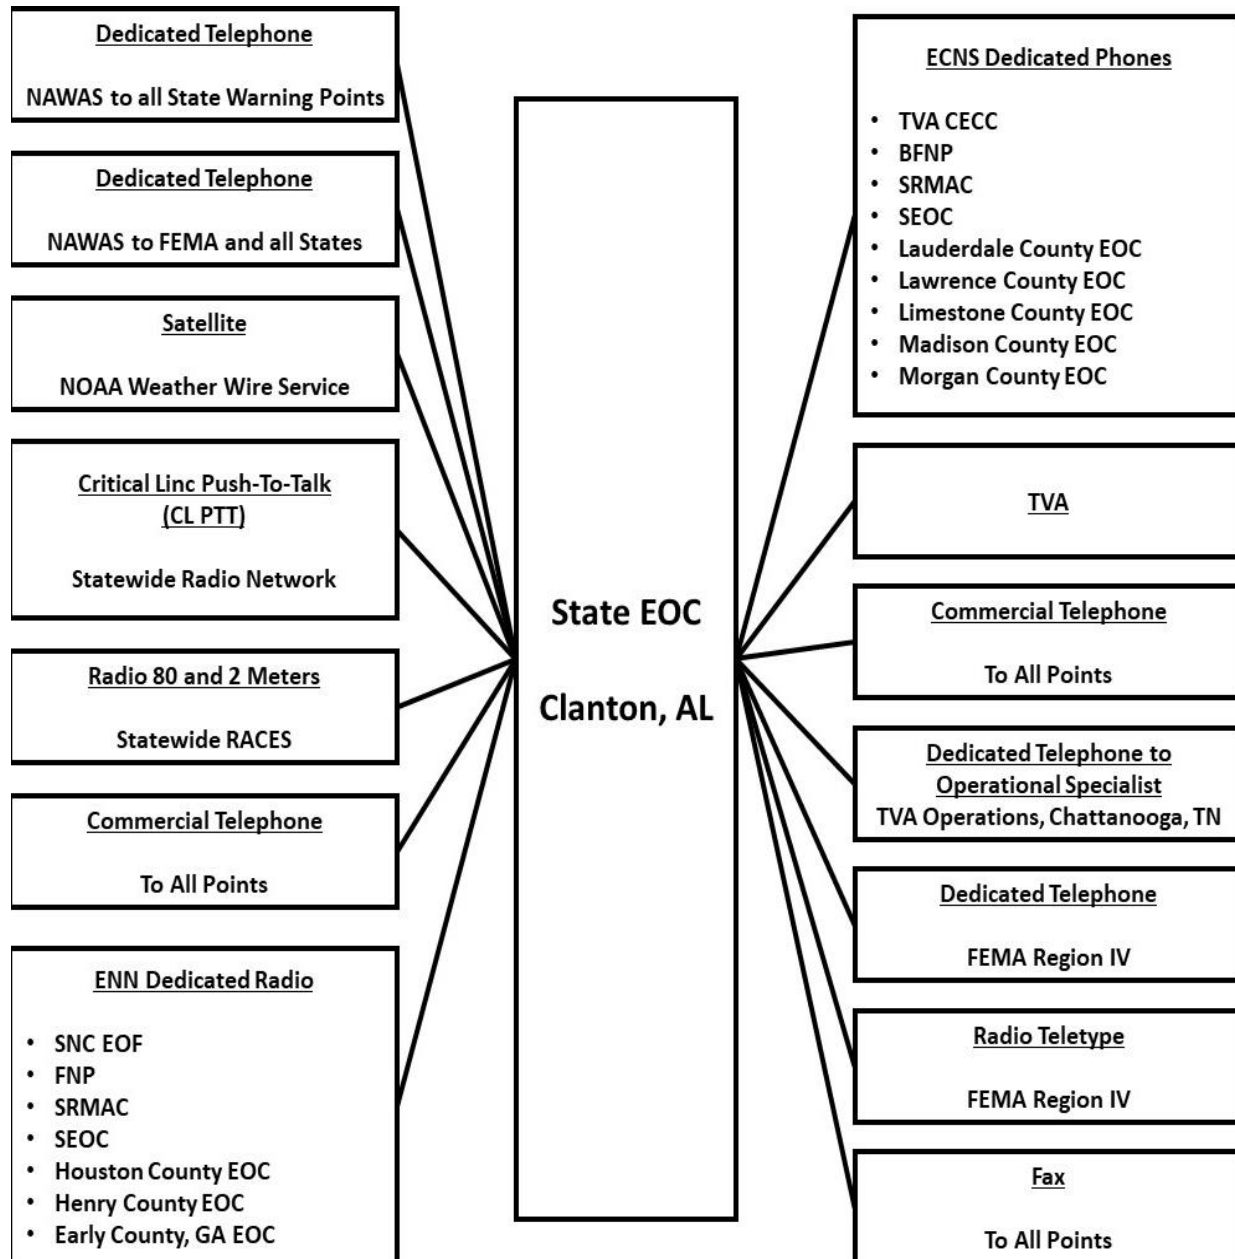 Dedicated Telephone
NAWAS to all State Warning Points
Dedicated Telephone
NAWAS to FEMA and all States
Satellite
NOAA Weather Wire Service
Critical Linc Push-To-Talk
(CL PTT)
Statewide Radio Network
Radio 80 and 2 Meters
Statewide RACES
Commercial Telephone
To All Points
ENN Dedicated Radio
• SNC EOF
• FNP
• SRMAC
• SEOC
• Houston County EOC
• Henry County EOC
• Early County, GA EOC
State EOC
Clanton, AL
ECNS Dedicated Phones
• TVA CECC
• BFNP
• SRMAC
• SEOC
• Lauderdale County EOC
• Lawrence County EOC
• Limestone County EOC
• Madison County EOC
• Morgan County EOC
TVA
Commercial Telephone
To All Points
Dedicated Telephone to
Operational Specialist
TVA Operations, Chattanooga, TN
Dedicated Telephone
FEMA Region IV
Radio Teletype
FEMA Region IV
Fax
To All Points